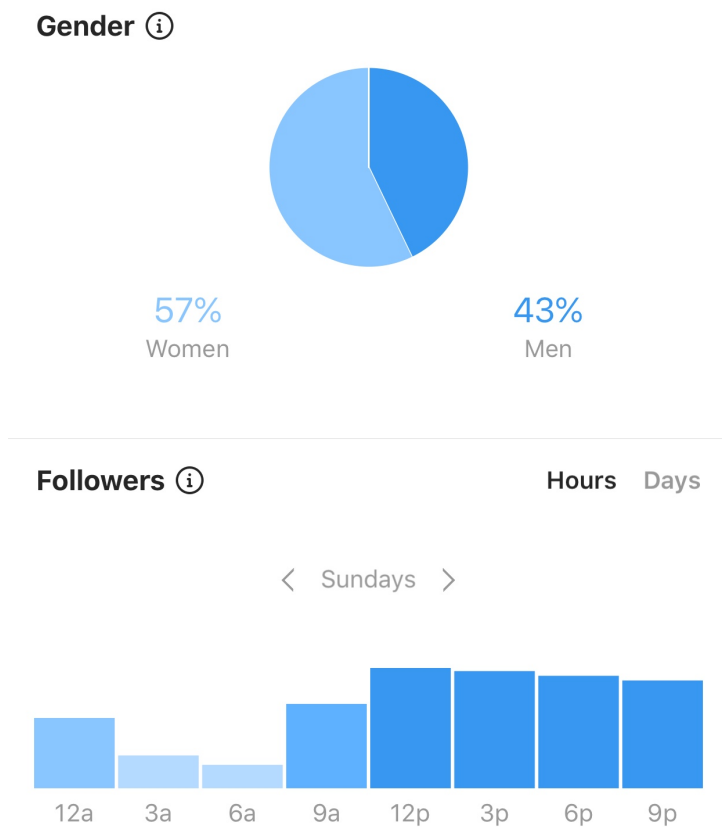 Gender
57% 43%
Women Men
Followers Hours Days
Sundays
12a 3a 6a 9a 12p 3p 6p 9p